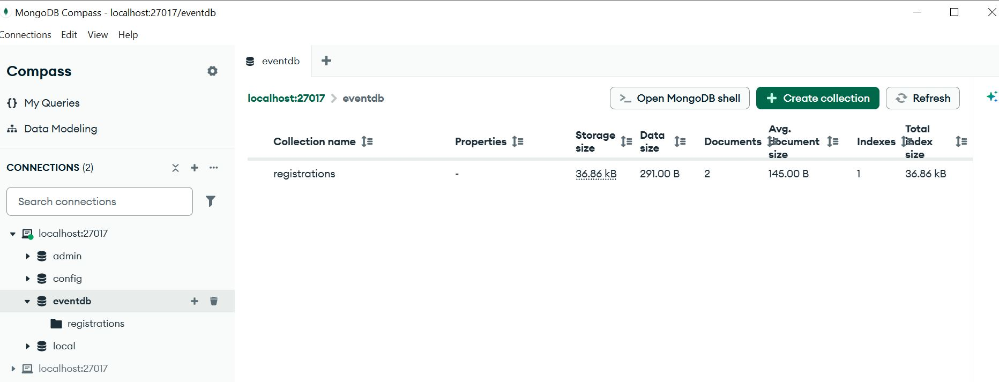 MongoDB Compass - localhost:27017/eventdb
Connections Edit View Help
Compass
My Queries
Data Modeling
CONNECTIONS (2)
Search connections
localhost:27017
admin
config
eventdb
registrations
local
localhost:27017
eventdb
localhost:27017 > eventdb
Open MongoDB shell
Create collection
Refresh
Collection name Properties Storage size Data size Documents Avg. document size Indexes Total index size
registrations - 36.86 kB 291.00 B 2 145.00 B 1 36.86 kB